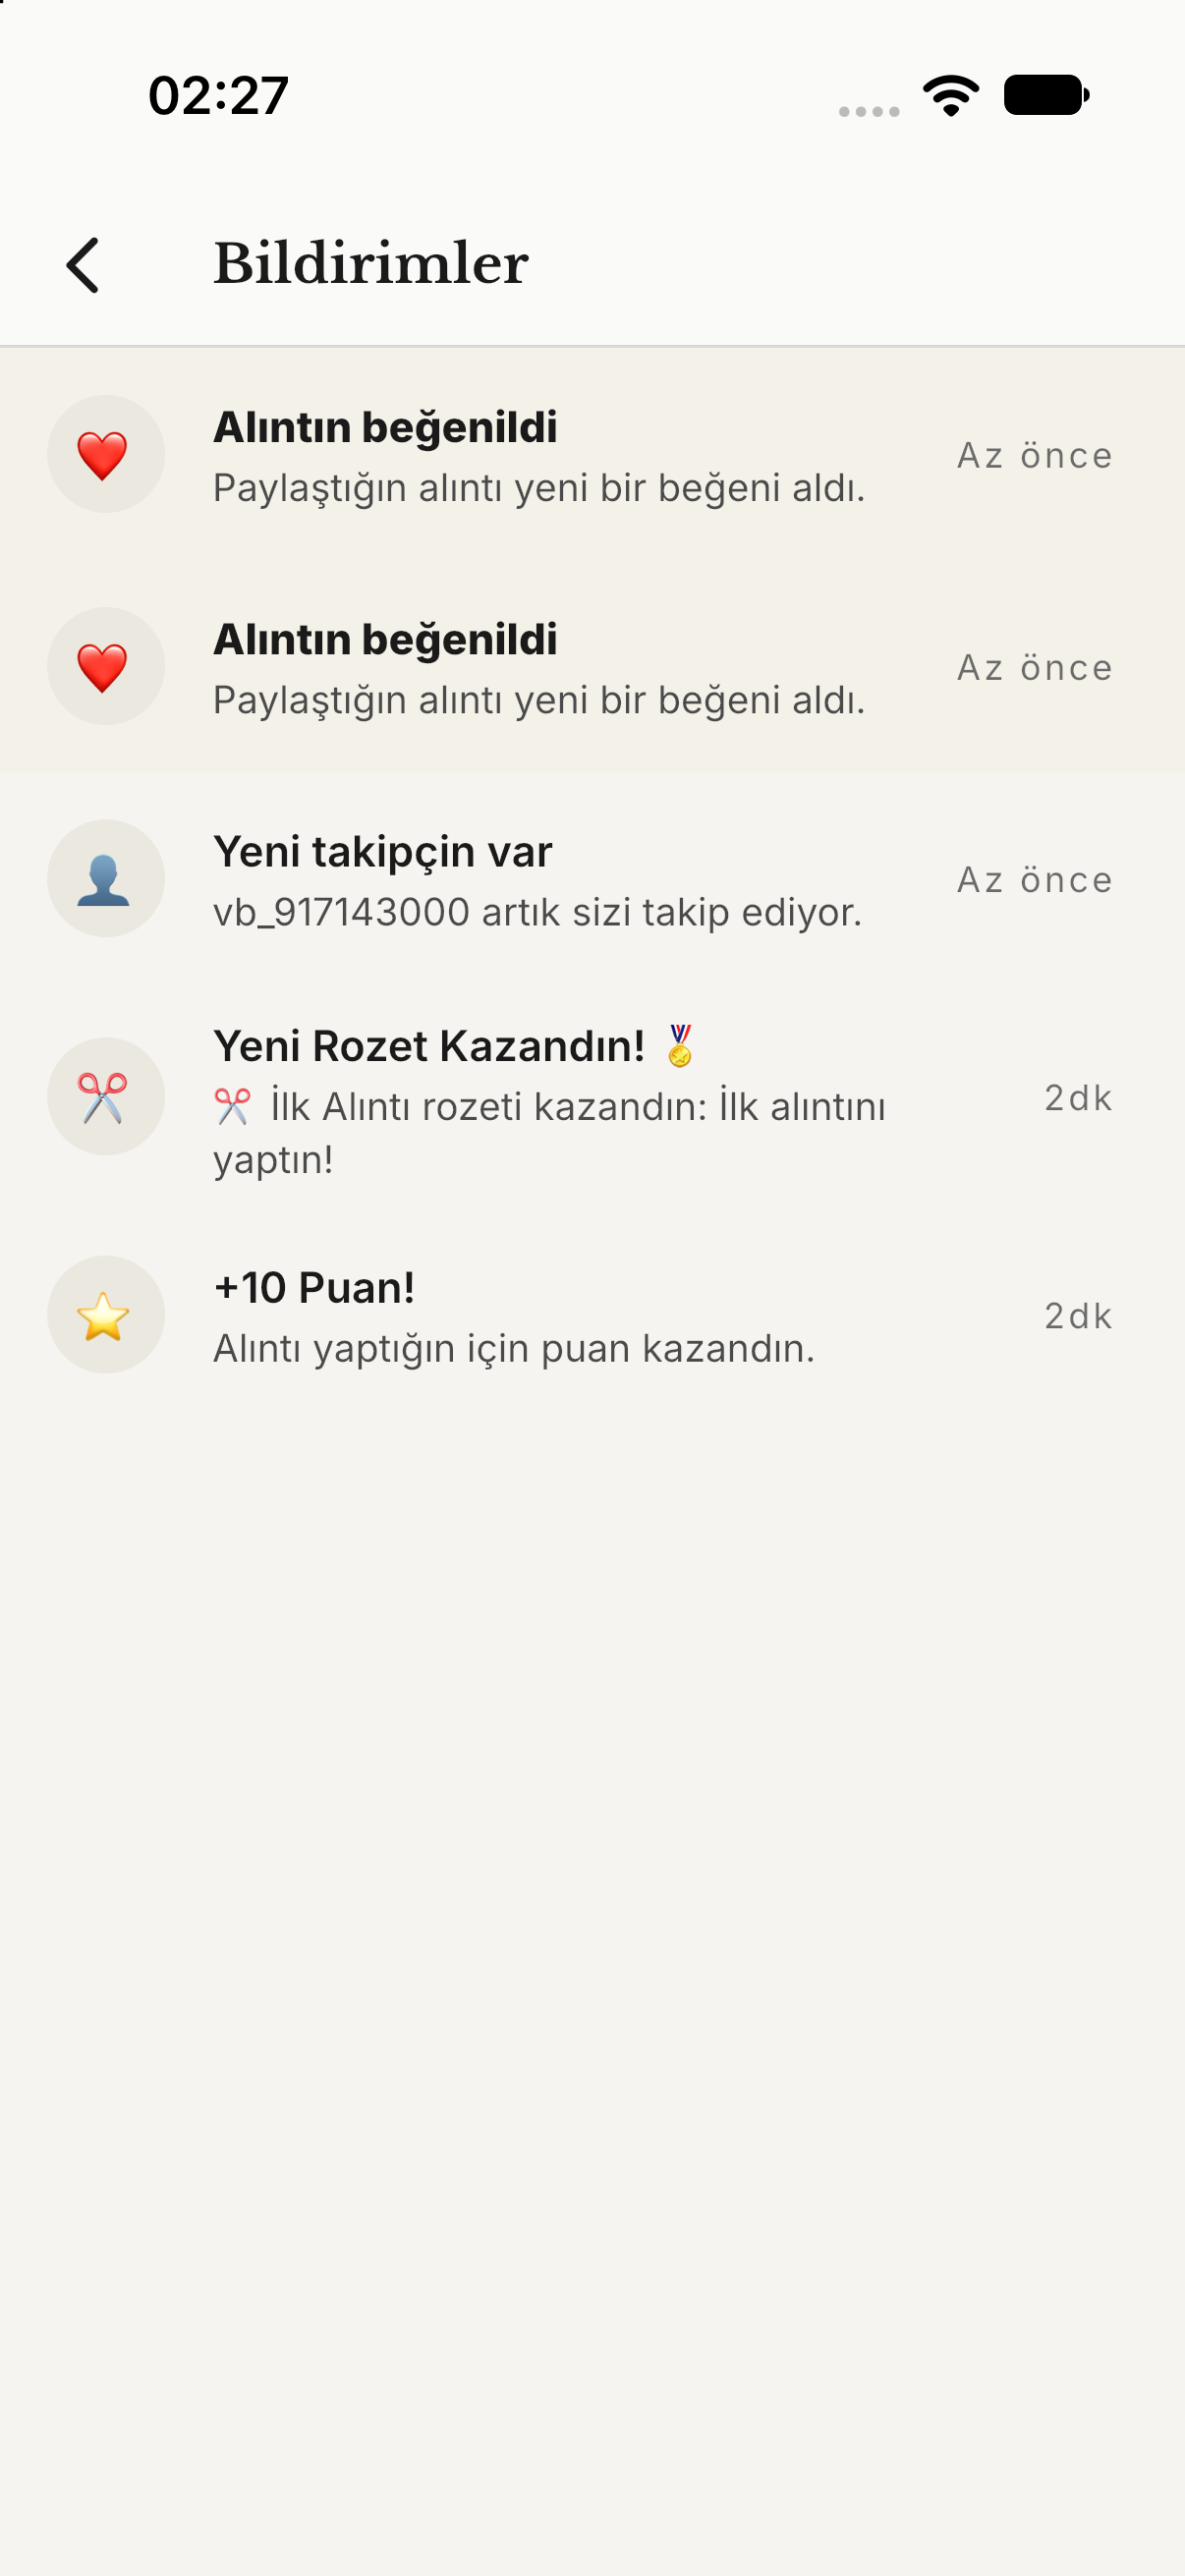 02:27
Bildirimler
Alıntın beğenildi
Paylaştığın alıntı yeni bir beğeni aldı.
Az önce
Alıntın beğenildi
Paylaştığın alıntı yeni bir beğeni aldı.
Az önce
Yeni takipçin var
vb_917143000 artık sizi takip ediyor.
Az önce
Yeni Rozet Kazandın! 🏅
✂️ İlk Alıntı rozeti kazandın: İlk alıntını
yaptın!
2dk
+10 Puan!
Alıntı yaptığın için puan kazandın.
2dk